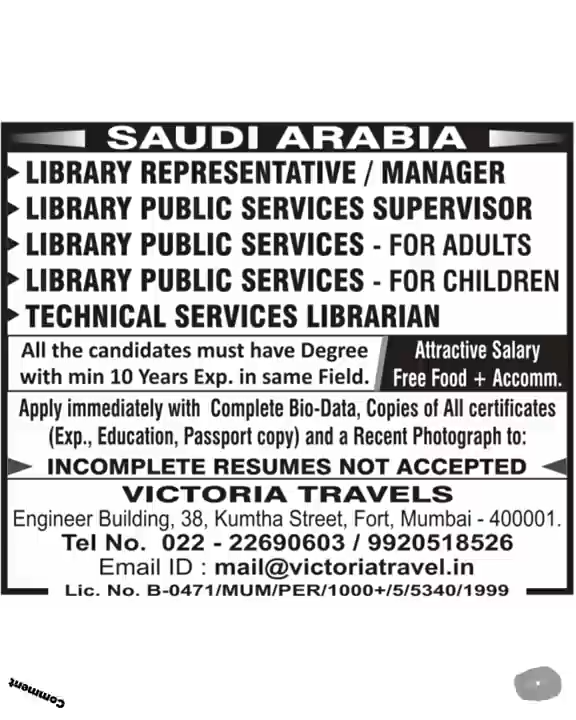 SAUDI ARABIA
LIBRARY REPRESENTATIVE / MANAGER
LIBRARY PUBLIC SERVICES SUPERVISOR
LIBRARY PUBLIC SERVICES - FOR ADULTS
LIBRARY PUBLIC SERVICES - FOR CHILDREN
TECHNICAL SERVICES LIBRARIAN
All the candidates must have Degree
with min 10 Years Exp. in same Field.
Attractive Salary
Free Food + Accomm.
Apply immediately with Complete Bio-Data, Copies of All certificates
(Exp., Education, Passport copy) and a Recent Photograph to:
INCOMPLETE RESUMES NOT ACCEPTED
VICTORIA TRAVELS
Engineer Building, 38, Kumtha Street, Fort, Mumbai - 400001.
Tel No. 022 - 22690603 / 9920518526
Email ID : mail@victoriatravel.in
Lic. No. B-0471/MUM/PER/1000+/5/5340/1999
Comment